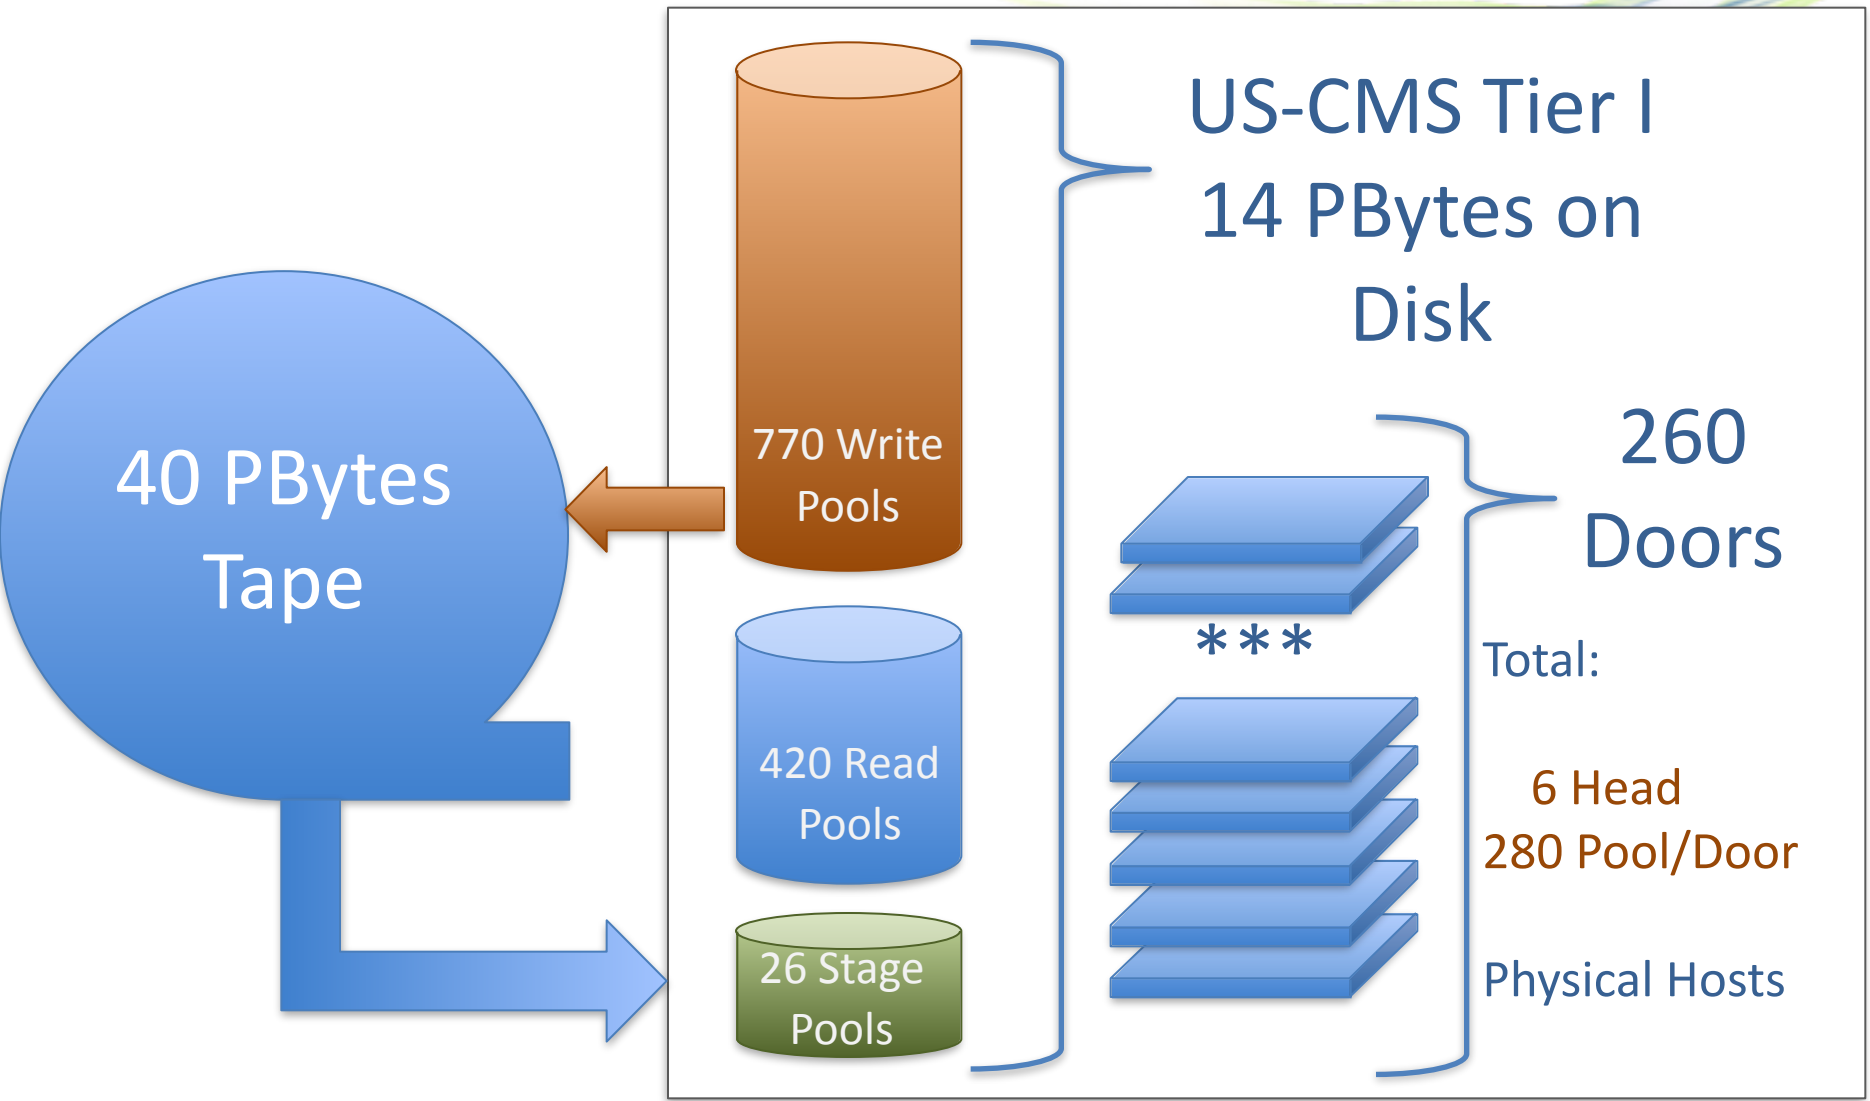 US-CMS Tier I
14 PBytes on
Disk
770 Write
Pools
40 PBytes
Tape
260
Doors
***
420 Read
Pools
Total:
6 Head
280 Pool/Door
Physical Hosts
26 Stage
Pools